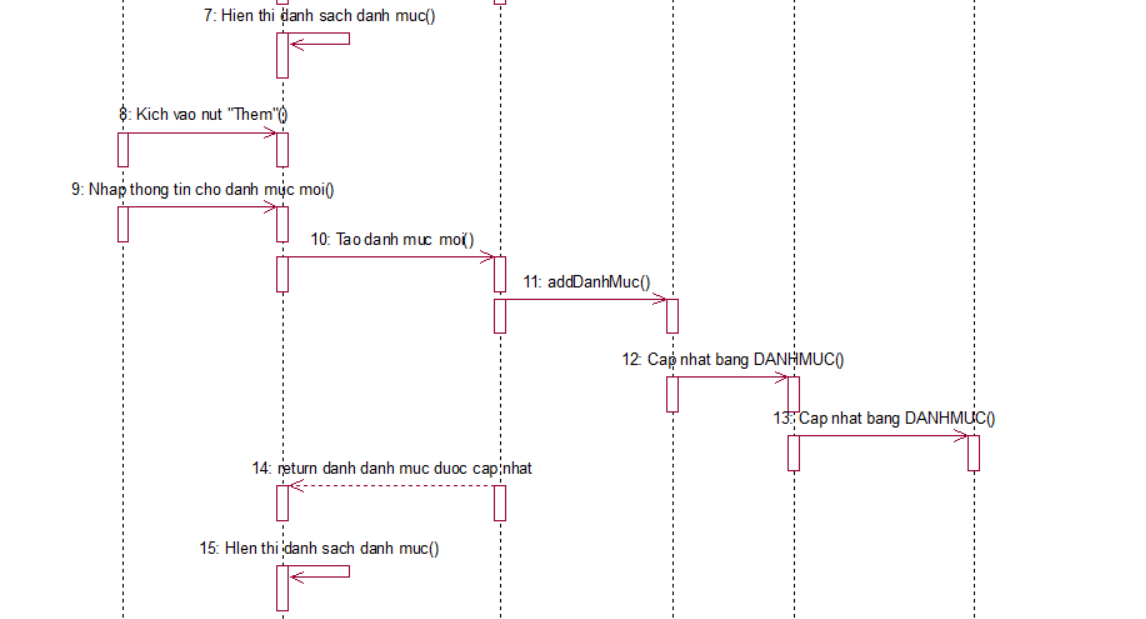 7: Hien thi danh sach danh muc()
8: Kich vao nut "Them"()
9: Nhap thong tin cho danh muc moi()
10: Tao danh muc moi()
11: addDanhMuc()
12: Cap nhat bang DANHMUC()
13: Cap nhat bang DANHMUC()
14: return danh danh muc duoc cap nhat
15: HIen thi danh sach danh muc()